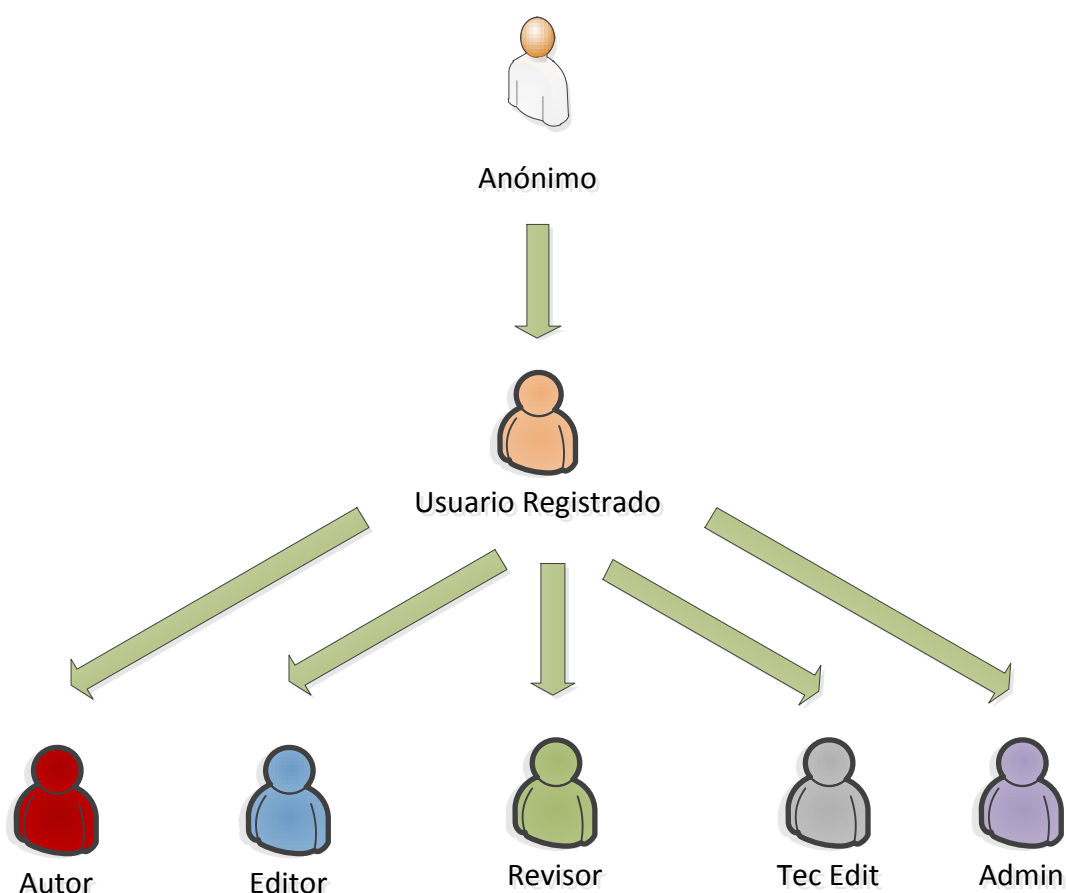 Anónimo
Usuario Registrado
Autor
Editor
Revisor
Tec Edit
Admin